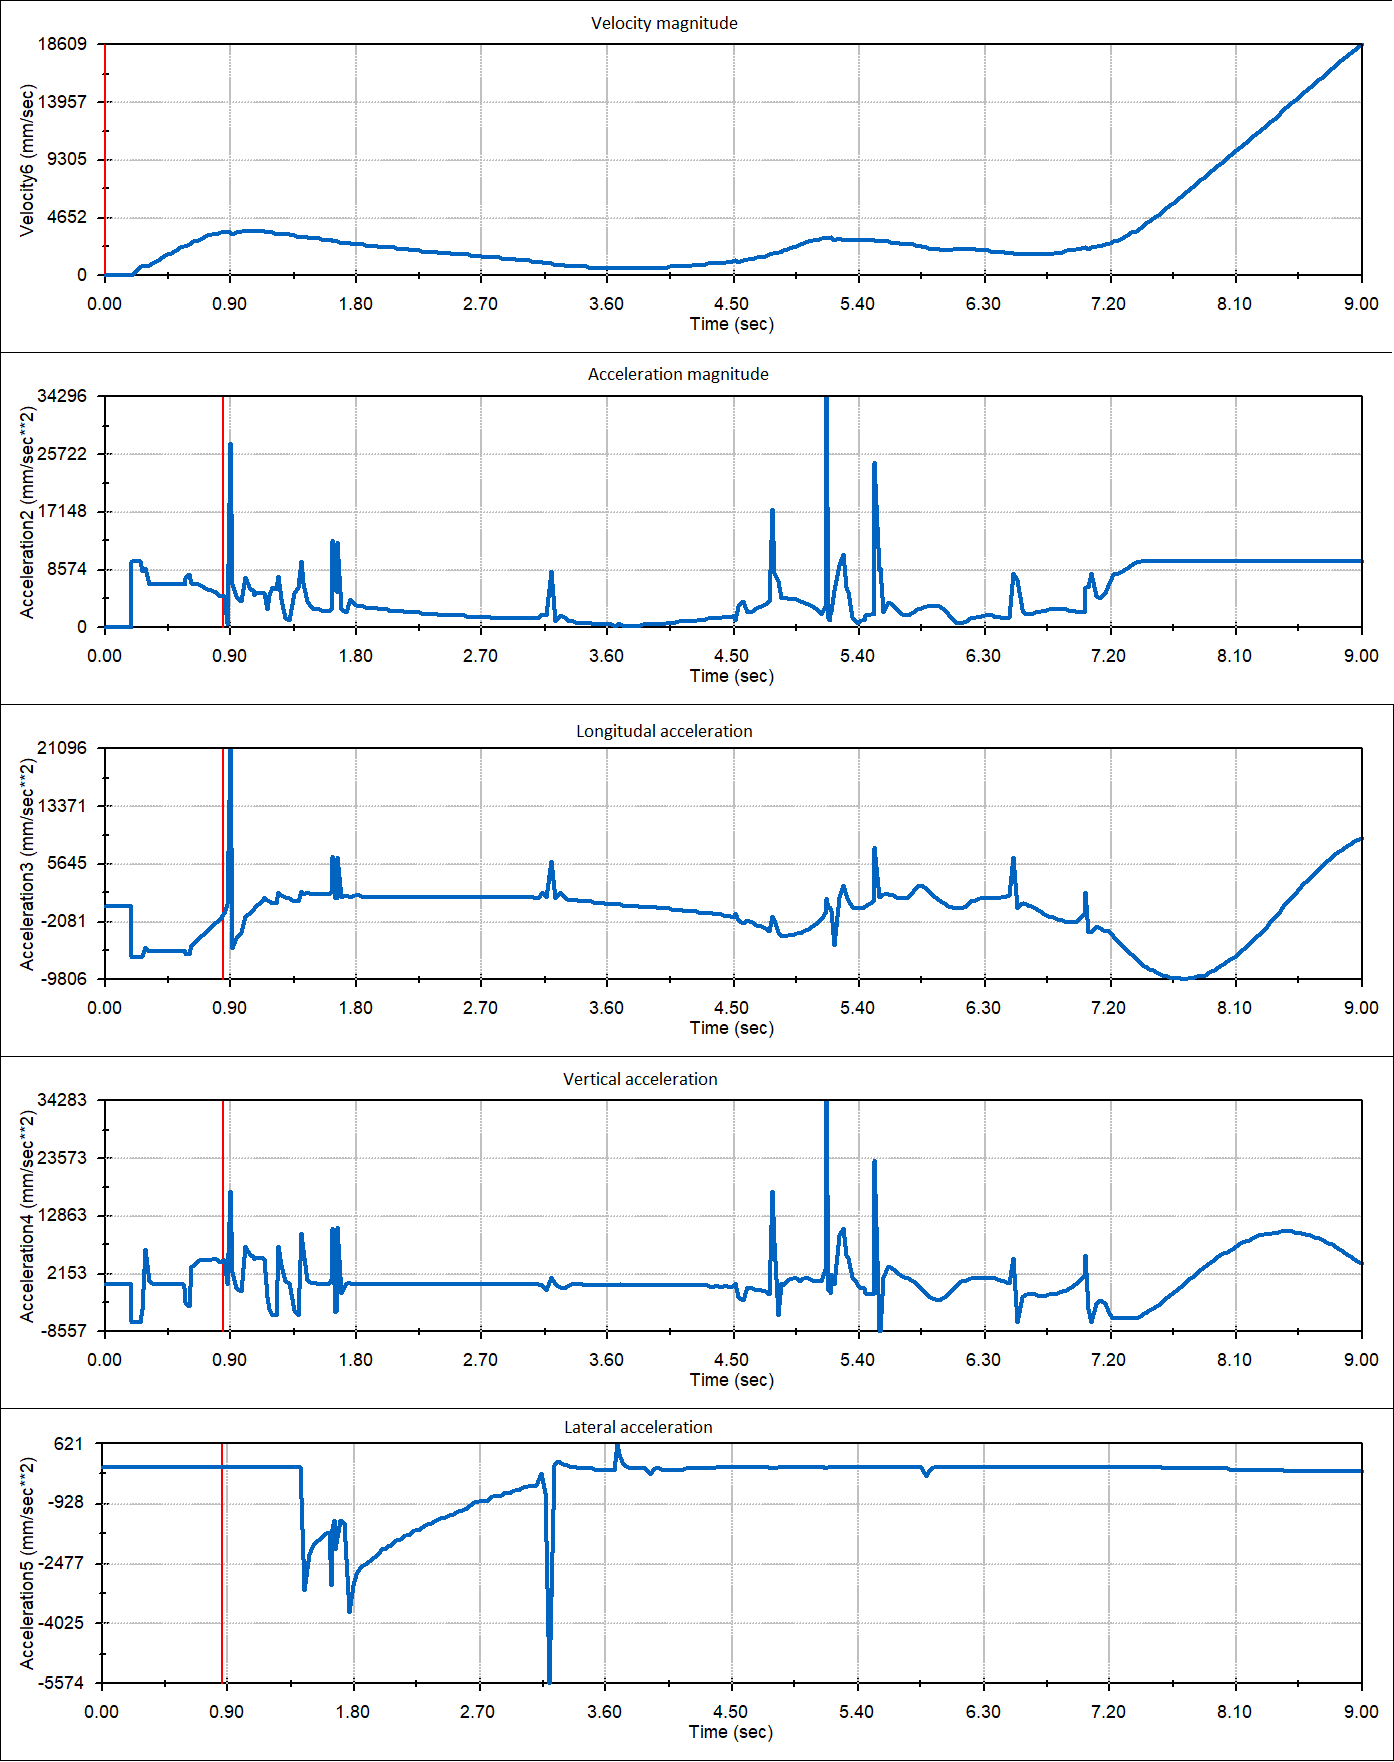 Velocity magnitude
18609
13957
9305
4652
0
Velocity6 (mm/sec)
0.00 0.90 1.80 2.70 3.60 4.50 5.40 6.30 7.20 8.10 9.00
Time (sec)
Acceleration magnitude
34296
25722
17148
8574
0
Acceleration2 (mm/sec**2)
0.00 0.90 1.80 2.70 3.60 4.50 5.40 6.30 7.20 8.10 9.00
Time (sec)
Longitudal acceleration
21096
13371
5645
-2081
-9806
Acceleration3 (mm/sec**2)
0.00 0.90 1.80 2.70 3.60 4.50 5.40 6.30 7.20 8.10 9.00
Time (sec)
Vertical acceleration
34283
23573
12863
2153
-8557
Acceleration4 (mm/sec**2)
0.00 0.90 1.80 2.70 3.60 4.50 5.40 6.30 7.20 8.10 9.00
Time (sec)
Lateral acceleration
621
-928
-2477
-4025
-5574
Acceleration5 (mm/sec**2)
0.00 0.90 1.80 2.70 3.60 4.50 5.40 6.30 7.20 8.10 9.00
Time (sec)